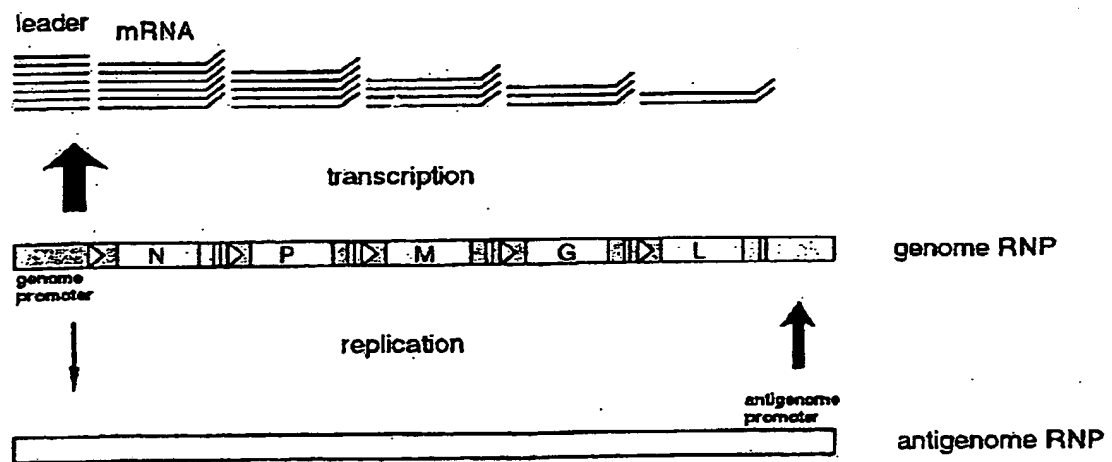 leader
mRNA
transcription
N P M G L
genome RNP
genome
promoter
replication
antigenome
promoter
antigenome RNP